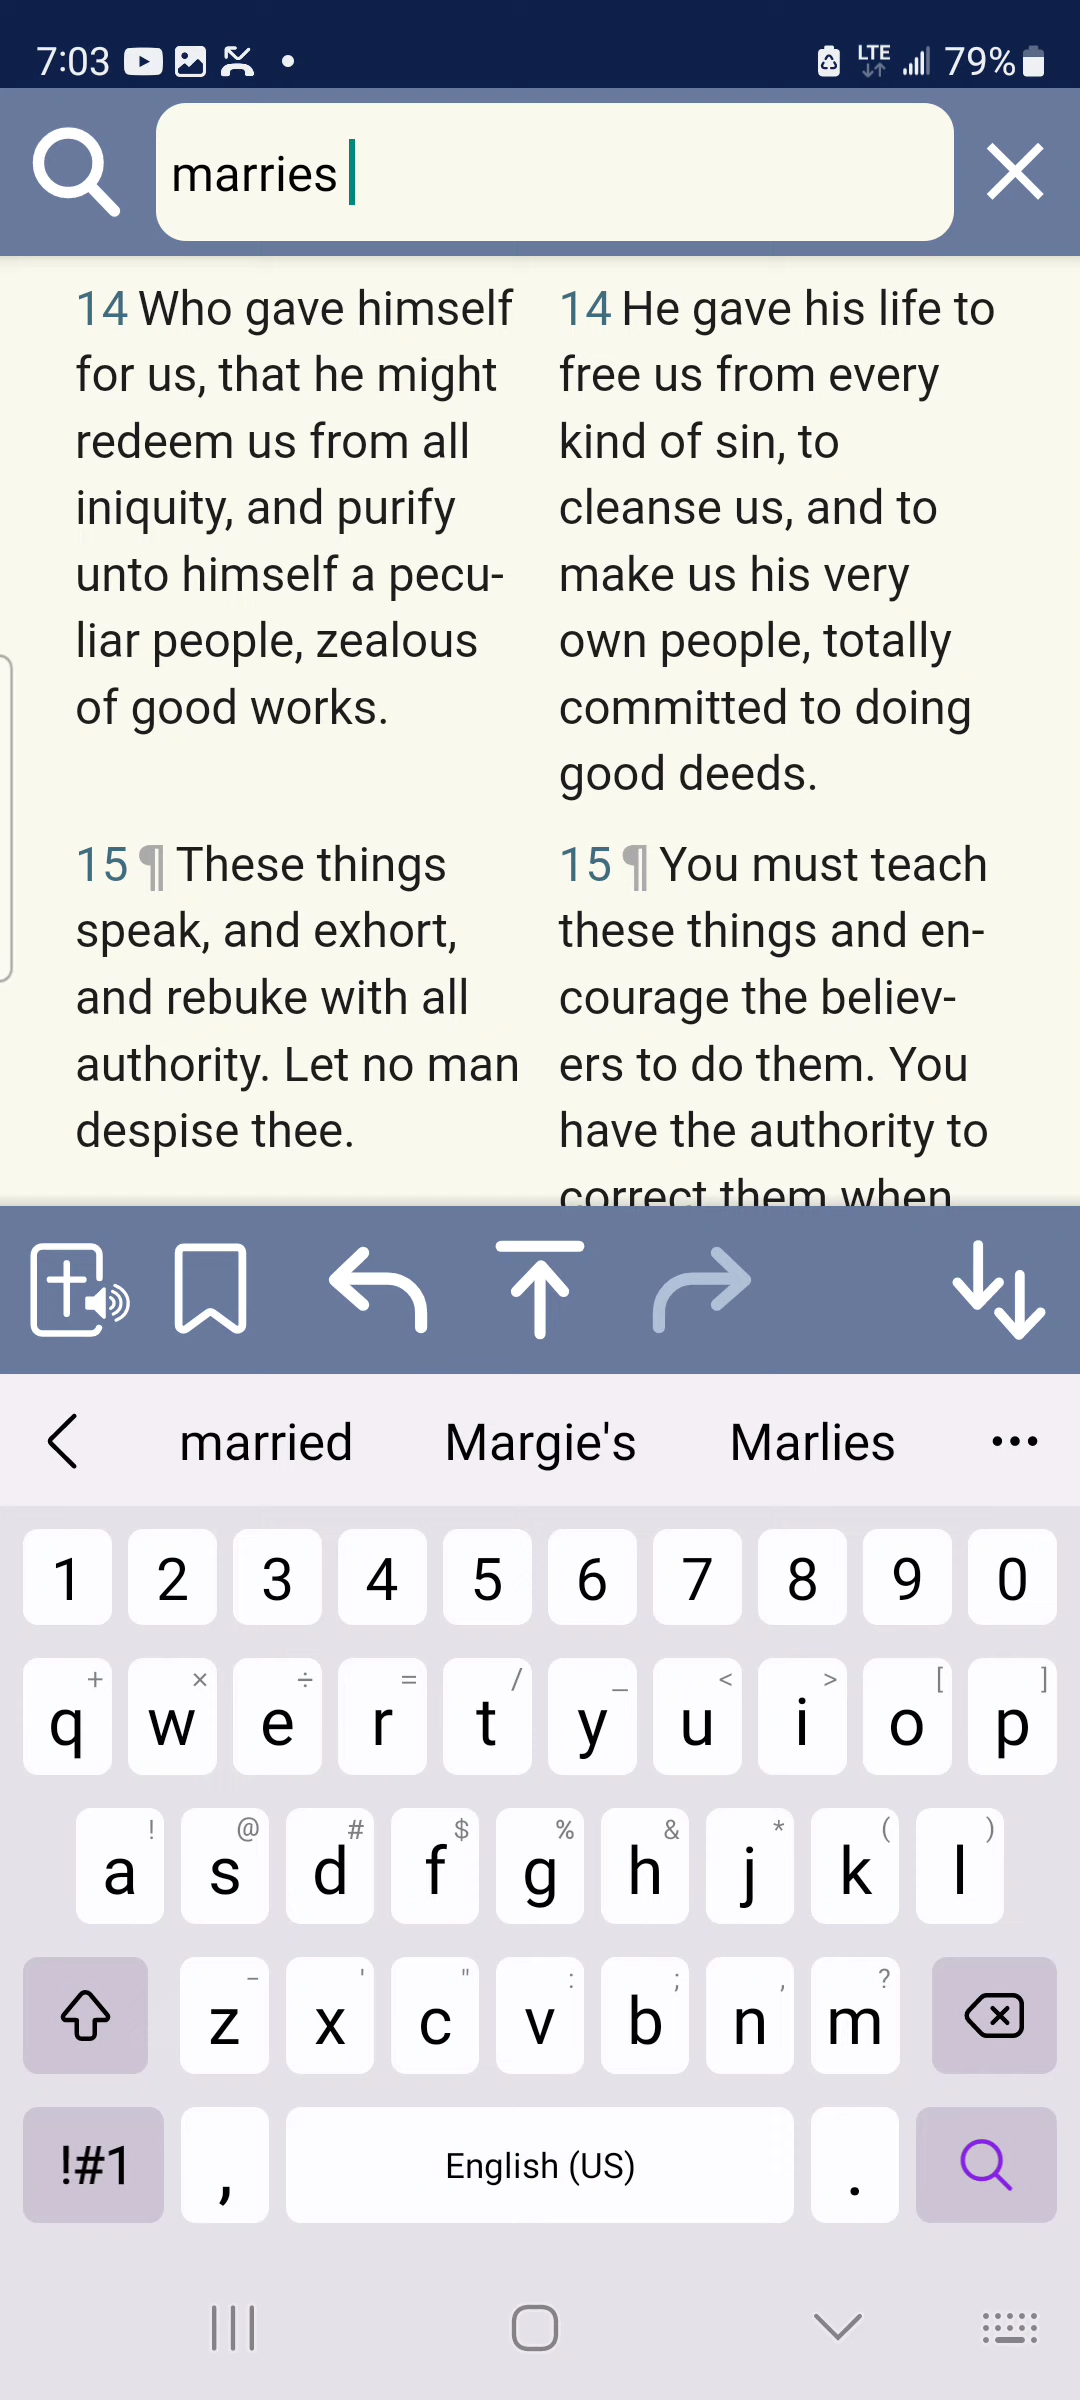 7:03 LTE 79%
marries
14 Who gave himself
for us, that he might
redeem us from all
iniquity, and purify
unto himself a pecu-
liar people, zealous
of good works.
14 He gave his life to
free us from every
kind of sin, to
cleanse us, and to
make us his very
own people, totally
committed to doing
good deeds.
15 ¶ These things
speak, and exhort,
and rebuke with all
authority. Let no man
despise thee.
15 ¶ You must teach
these things and en-
courage the believ-
ers to do them. You
have the authority to
correct them when
married Margie's Marlies ...
1 2 3 4 5 6 7 8 9 0
+ × ÷ = / _ < > [ ]
q w e r t y u i o p
! @ # $ % & * ( )
a s d f g h j k l
- ' " : ; , ?
z x c v b n m
!#1 , English (US) .